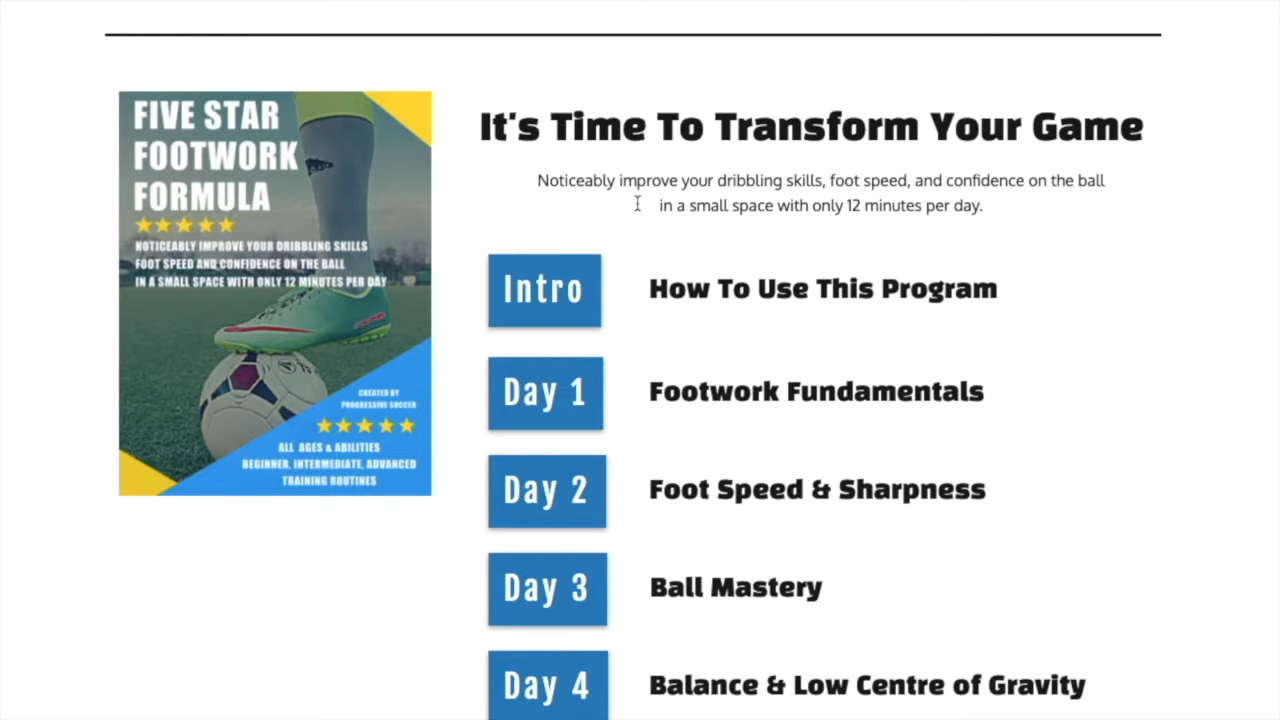 FIVE STAR
FOOTWORK
FORMULA
NOTICEABLY IMPROVE YOUR DRIBBLING SKILLS
FOOT SPEED AND CONFIDENCE ON THE BALL
IN A SMALL SPACE WITH ONLY 12 MINUTES PER DAY
CREATED BY
PROGRESSIVE SOCCER
ALL AGES & ABILITIES
BEGINNER, INTERMEDIATE, ADVANCED
TRAINING ROUTINES
It's Time To Transform Your Game
Noticeably improve your dribbling skills, foot speed, and confidence on the ball
in a small space with only 12 minutes per day.
Intro How To Use This Program
Day 1 Footwork Fundamentals
Day 2 Foot Speed & Sharpness
Day 3 Ball Mastery
Day 4 Balance & Low Centre of Gravity